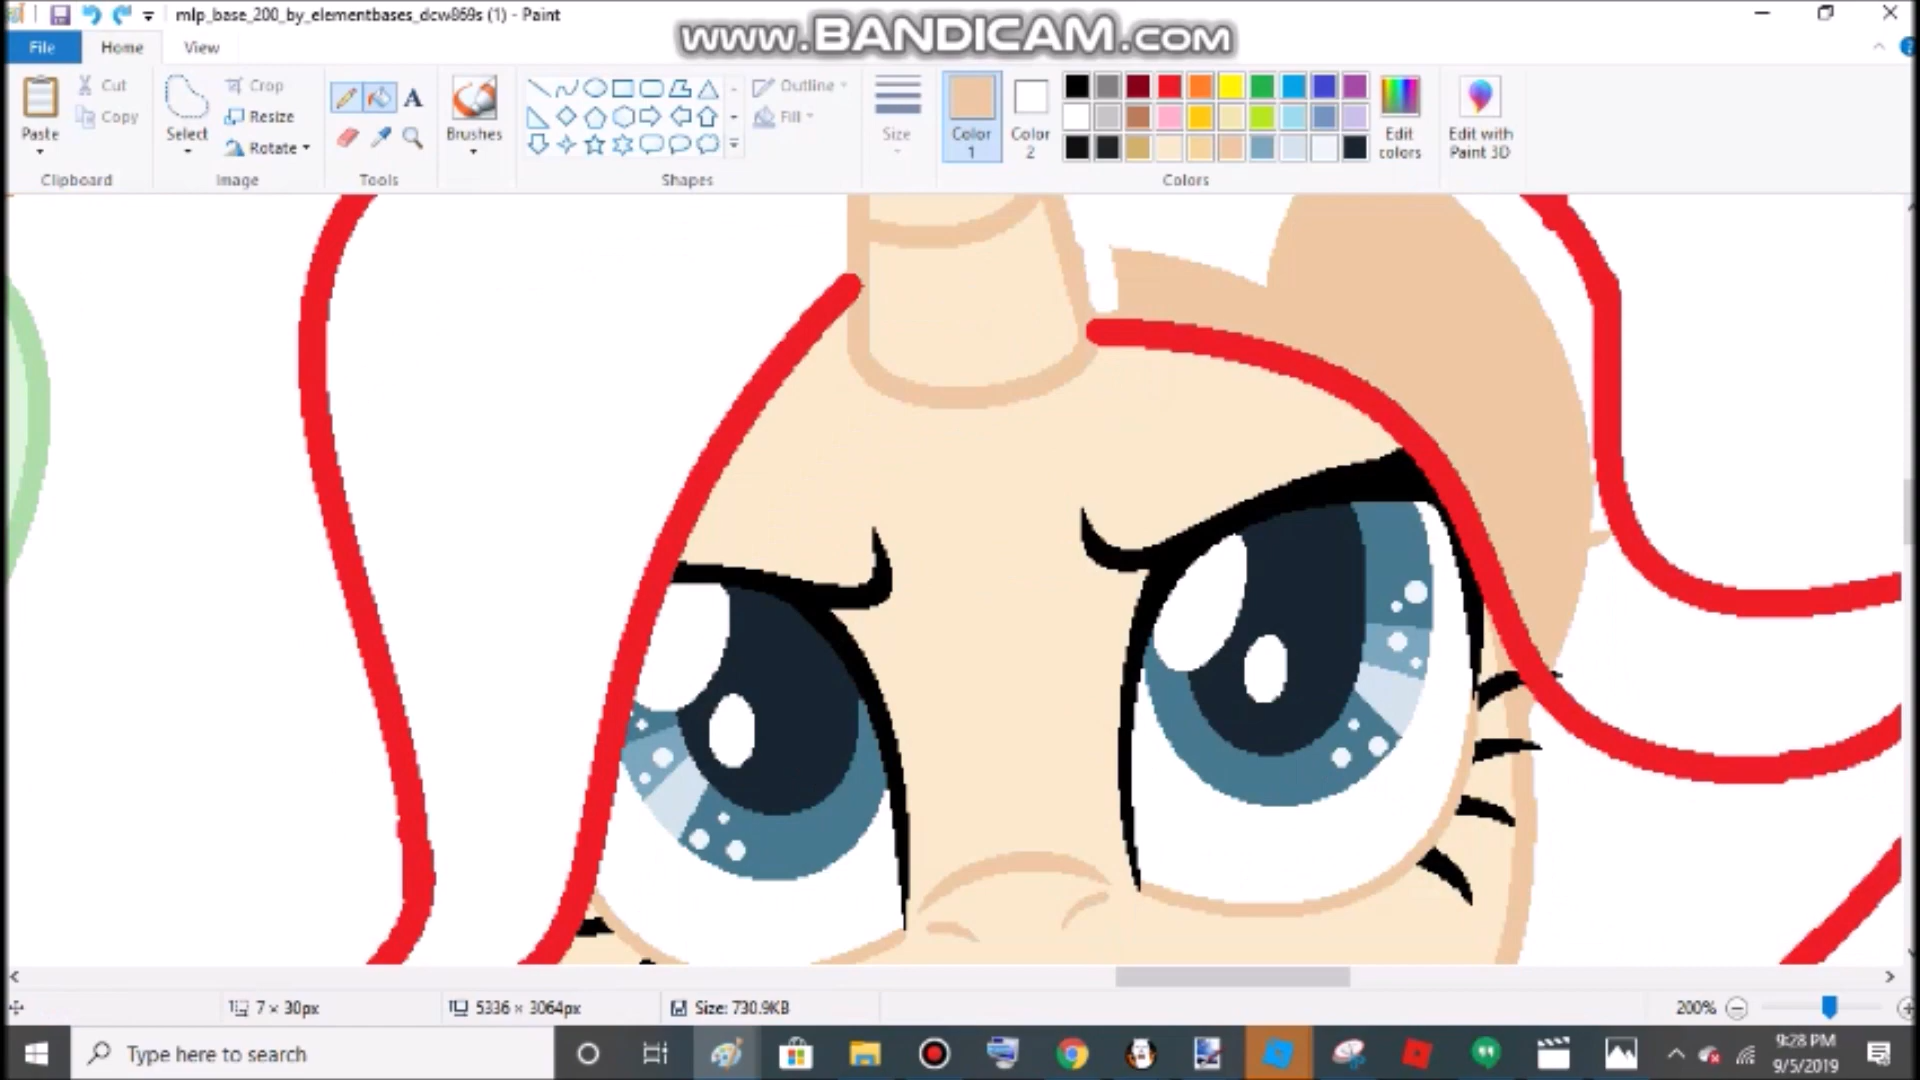 mlp_base_200_by_elementbases_dcw869s (1) - Paint
www.BANDICAM.com
File
Home
View
Paste
Cut
Copy
Clipboard
Select
Crop
Resize
Rotate
Image
A
Tools
Brushes
Shapes
Outline
Fill
Size
Color
1
Color
2
Edit
colors
Edit with
Paint 3D
Colors
7 × 30px
5336 × 3064px
Size: 730.9KB
200%
Type here to search
9:28 PM
9/5/2019